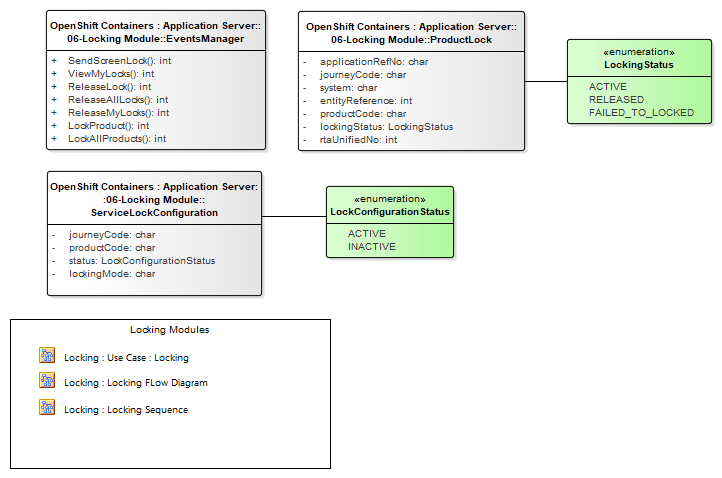 OpenShift Containers : Application Server::
06-Locking Module::EventsManager
+ SendScreenLock(): int
+ ViewMyLocks(): int
+ ReleaseLock(): int
+ ReleaseAllLocks(): int
+ ReleaseMyLocks(): int
+ LockProduct(): int
+ LockAllProducts(): int
OpenShift Containers : Application Server::
06-Locking Module::ProductLock
- applicationRefNo: char
- journeyCode: char
- system: char
- entityReference: int
- productCode: char
- lockingStatus: LockingStatus
- rtaUnifiedNo: int
«enumeration»
LockingStatus
ACTIVE
RELEASED
FAILED_TO_LOCKED
OpenShift Containers : Application Server:
:06-Locking Module::
ServiceLockConfiguration
- journeyCode: char
- productCode: char
- status: LockConfigurationStatus
- lockingMode: char
«enumeration»
LockConfigurationStatus
ACTIVE
INACTIVE
Locking Modules
Locking : Use Case : Locking
Locking : Locking FLow Diagram
Locking : Locking Sequence